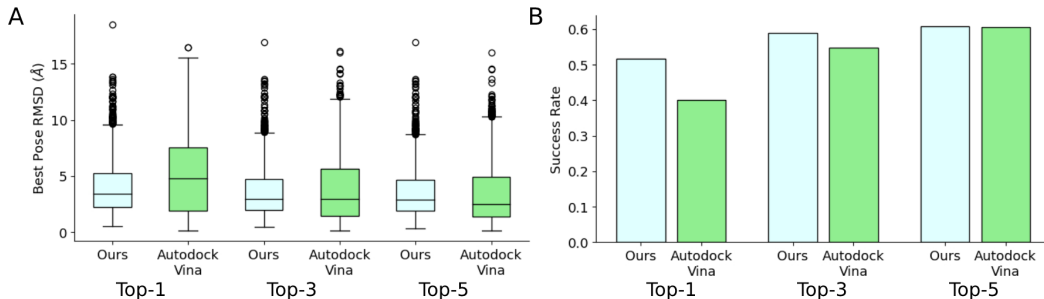 A
Best Pose RMSD (Å)
15
10
5
0
Ours
Autodock
Vina
Ours
Autodock
Vina
Ours
Autodock
Vina
Top-1
Top-3
Top-5
B
Success Rate
0.6
0.5
0.4
0.3
0.2
0.1
0.0
Ours
Autodock
Vina
Ours
Autodock
Vina
Ours
Autodock
Vina
Top-1
Top-3
Top-5